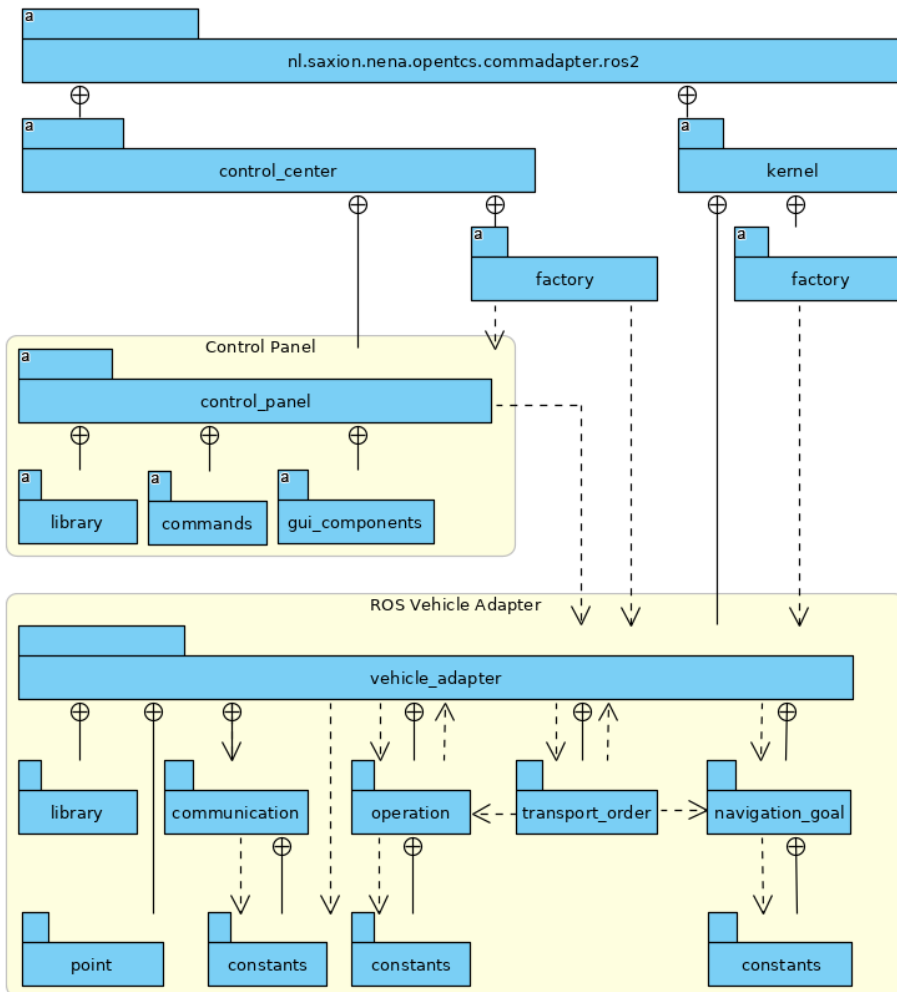 a
nl.saxion.nena.opentcs.commadapter.ros2
a
control_center
a
kernel
a
factory
a
factory
Control Panel
a
control_panel
a
library
a
commands
a
gui_components
ROS Vehicle Adapter
vehicle_adapter
library
communication
operation
transport_order
navigation_goal
point
constants
constants
constants